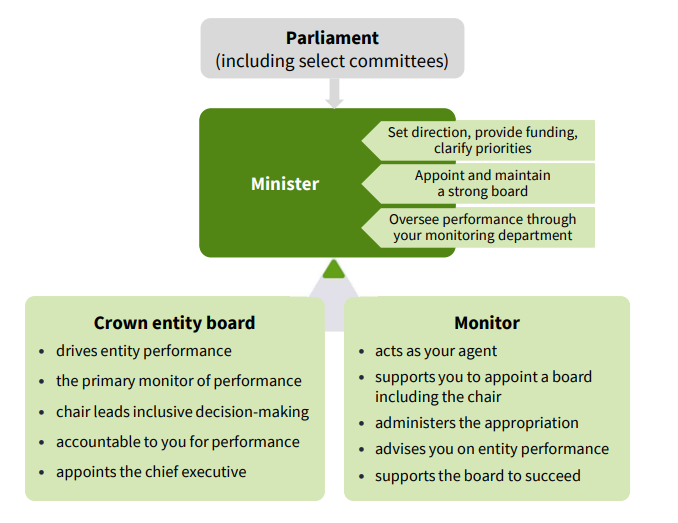 Parliament
(including select committees)
Minister
Set direction, provide funding,
clarify priorities
Appoint and maintain
a strong board
Oversee performance through
your monitoring department
Crown entity board
• drives entity performance
• the primary monitor of performance
• chair leads inclusive decision-making
• accountable to you for performance
• appoints the chief executive
Monitor
• acts as your agent
• supports you to appoint a board
including the chair
• administers the appropriation
• advises you on entity performance
• supports the board to succeed